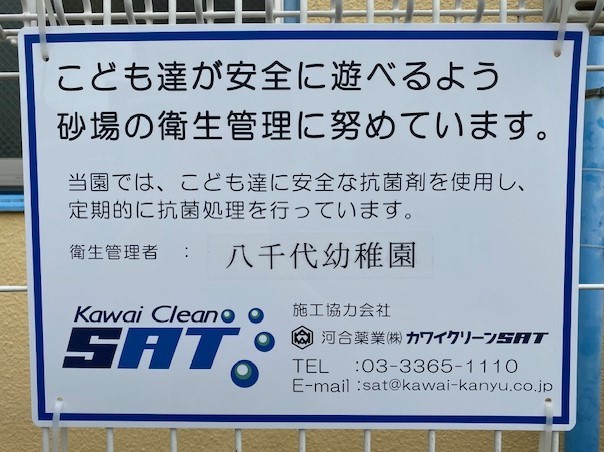 こども達が安全に遊べるよう
砂場の衛生管理に努めています。
当園では、こども達に安全な抗菌剤を使用し、
定期的に抗菌処理を行っています。
衛生管理者 : 八千代幼稚園
Kawai Clean
SAT
施工協力会社
河合薬業㈱ カワイクリーンSAT
TEL :03-3365-1110
E-mail :sat@kawai-kanyu.co.jp